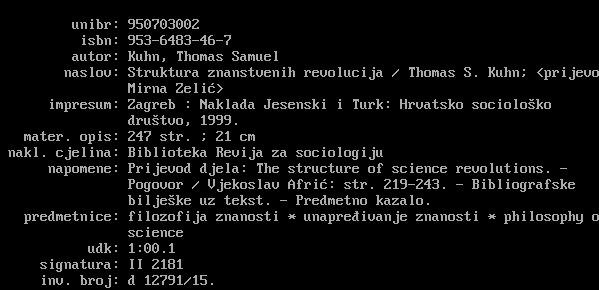 unibr: 950703002
isbn: 953-6483-46-7
autor: Kuhn, Thomas Samuel
naslov: Struktura znanstvenih revolucija / Thomas S. Kuhn; <prijevo
Mirna Zelić>
impresum: Zagreb : Naklada Jesenski i Turk: Hrvatsko sociološko
društvo, 1999.
mater. opis: 247 str. ; 21 cm
nakl. cjelina: Biblioteka Revija za sociologiju
napomene: Prijevod djela: The structure of science revolutions. -
Pogovor / Vjekoslav Afrić: str. 219-243. - Bibliografske
bilješke uz tekst. - Predmetno kazalo.
predmetnice: filozofija znanosti * unapređivanje znanosti * philosophy o
science
udk: 1:00.1
signatura: II 2181
inv. broj: d 12791/15.